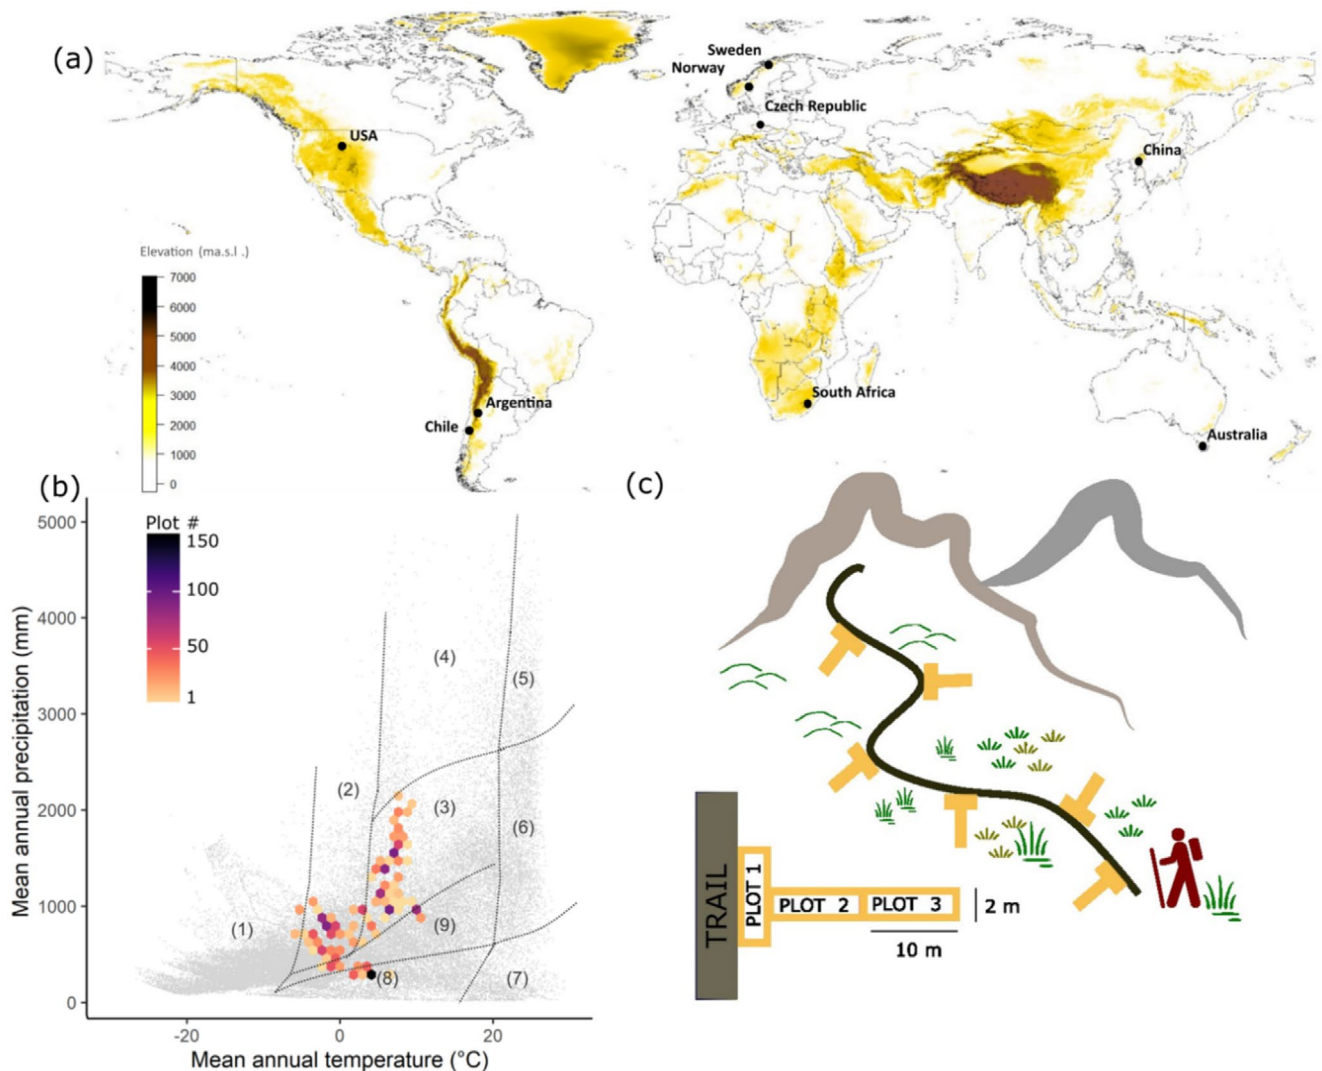 (a)
Sweden
Norway
Czech Republic
USA
China
Elevation (ma.s.l .)
7000
6000
5000
4000
3000
2000
1000
0
South Africa
Argentina
Chile
Australia
(b)
(c)
Plot #
150
100
50
1
Mean annual precipitation (mm)
5000
4000
3000
2000
1000
0
(4)
(5)
(2)
(3)
(6)
(1)
(9)
(8)
(7)
-20
0
20
Mean annual temperature (°C)
TRAIL
PLOT 1
PLOT 2
PLOT 3
2 m
10 m